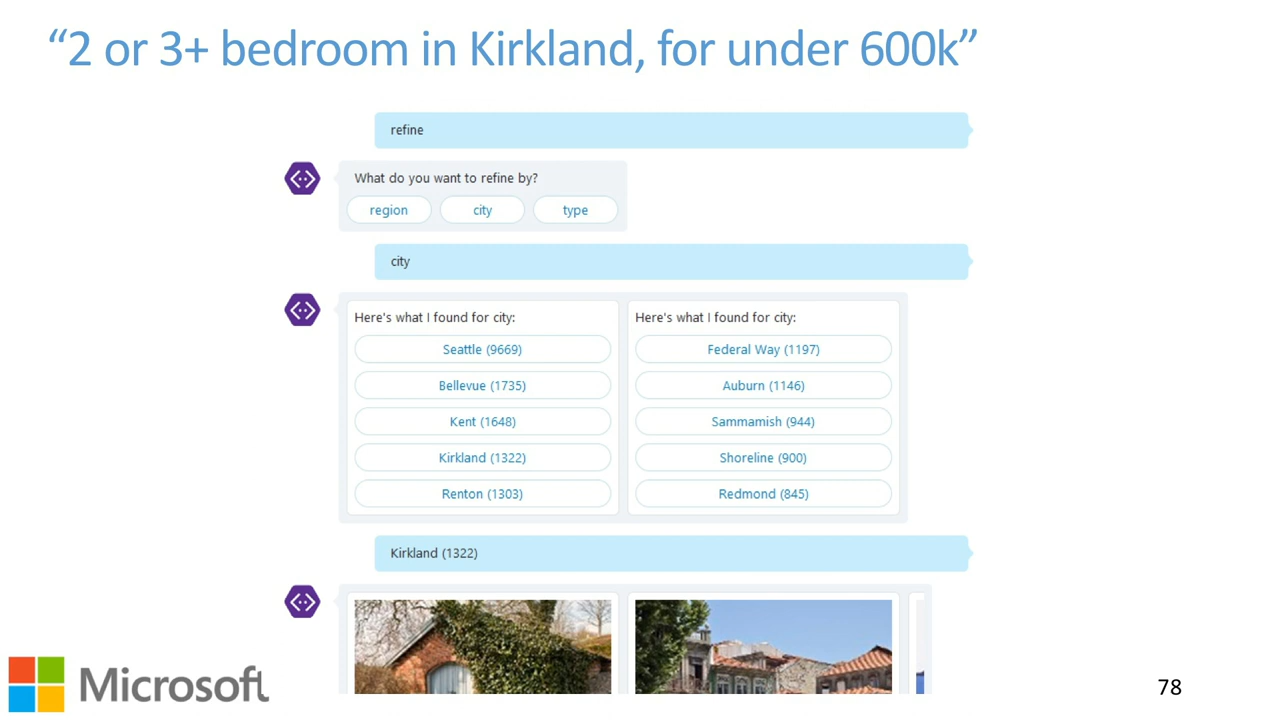 “2 or 3+ bedroom in Kirkland, for under 600k”
refine
What do you want to refine by?
region
city
type
city
Here's what I found for city:
Seattle (9669)
Bellevue (1735)
Kent (1648)
Kirkland (1322)
Renton (1303)
Here's what I found for city:
Federal Way (1197)
Auburn (1146)
Sammamish (944)
Shoreline (900)
Redmond (845)
Kirkland (1322)
Microsoft
78